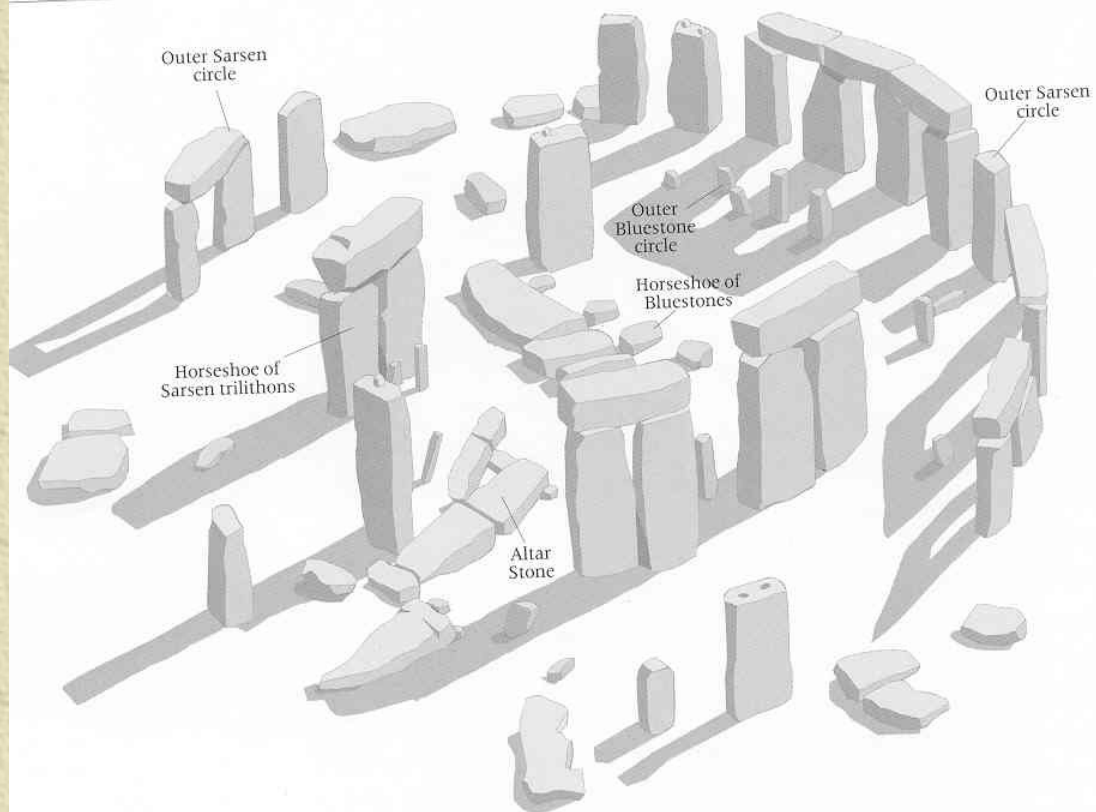 Outer Sarsen
circle
Outer Sarsen
circle
Outer
Bluestone
circle
Horseshoe of
Bluestones
Horseshoe of
Sarsen trilithons
Altar
Stone